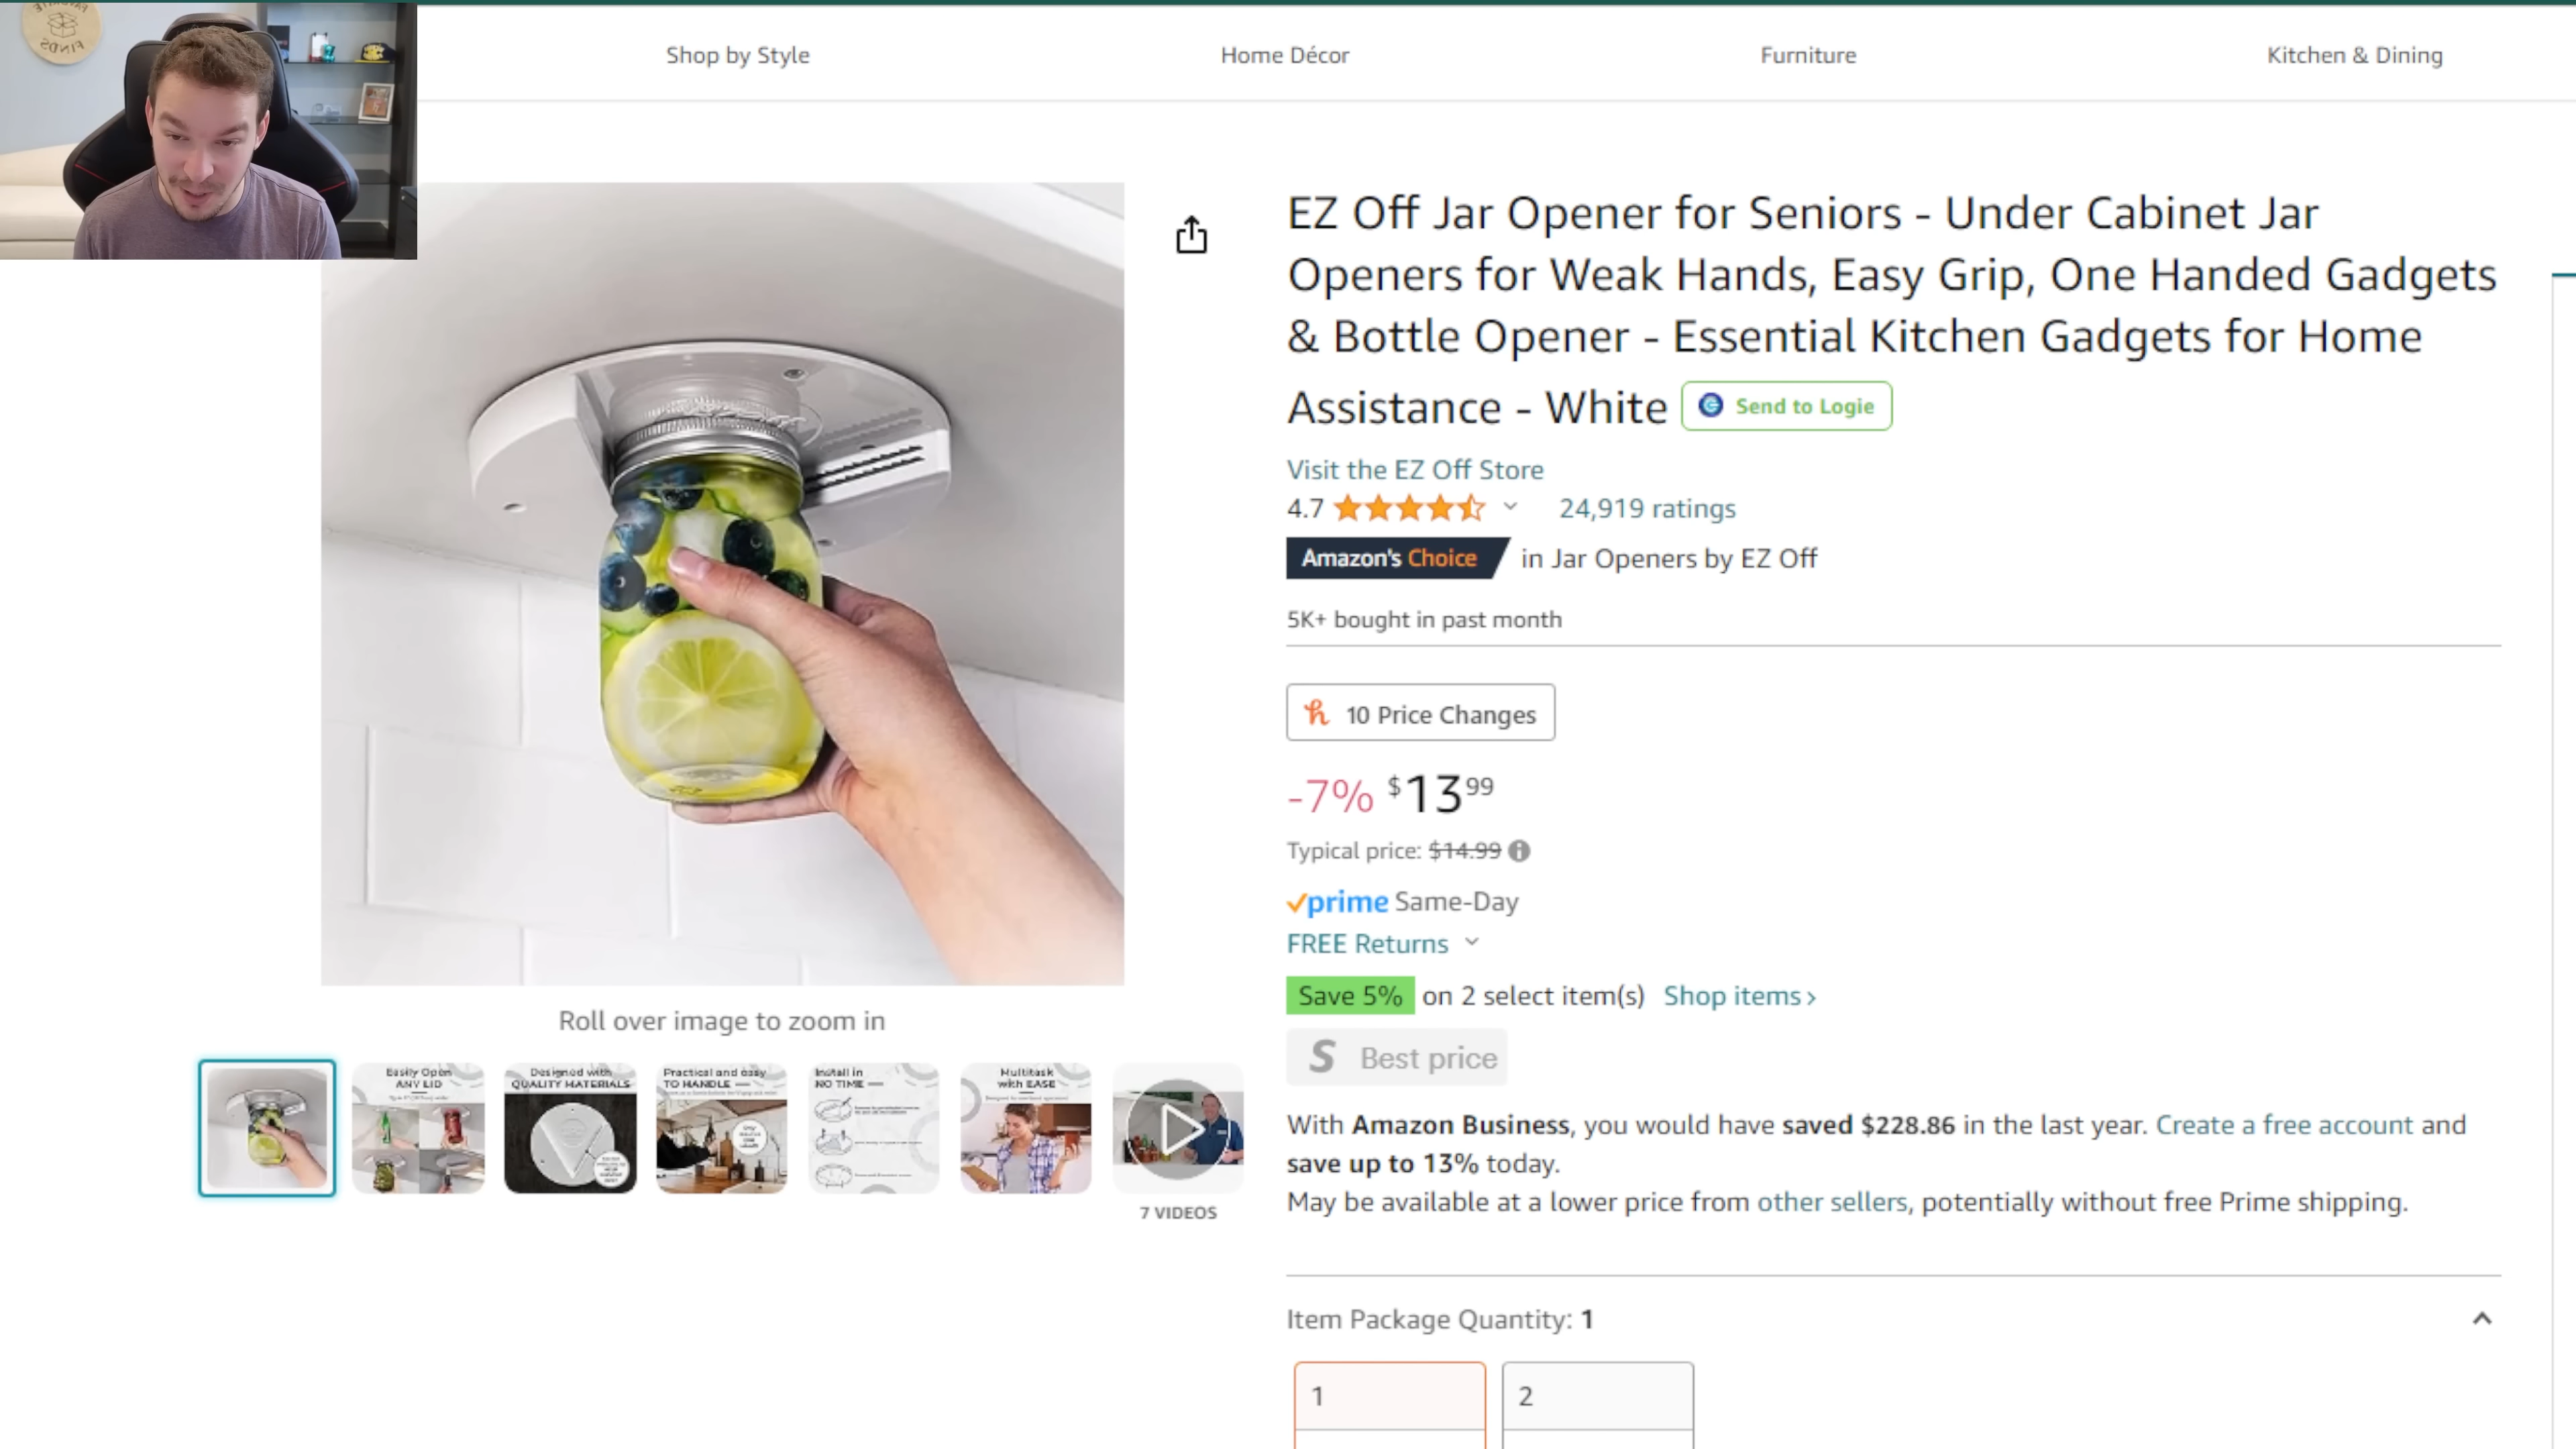 FINDS
Shop by Style
Home Décor
Furniture
Kitchen & Dining
EZ Off Jar Opener for Seniors - Under Cabinet Jar
Openers for Weak Hands, Easy Grip, One Handed Gadgets
& Bottle Opener - Essential Kitchen Gadgets for Home
Assistance - White
Send to Logie
Visit the EZ Off Store
4.7
24,919 ratings
Amazon's Choice
in Jar Openers by EZ Off
5K+ bought in past month
10 Price Changes
-7% $13 99
Typical price: $14.99
prime Same-Day
FREE Returns
Save 5% on 2 select item(s) Shop items ›
S Best price
With Amazon Business, you would have saved $228.86 in the last year. Create a free account and
save up to 13% today.
May be available at a lower price from other sellers, potentially without free Prime shipping.
Item Package Quantity: 1
1
2
Roll over image to zoom in
Easily Open
ANY LID
Designed with
QUALITY MATERIALS
Practical and easy
TO HANDLE
Install in
NO TIME
Multitask
with EASE
7 VIDEOS